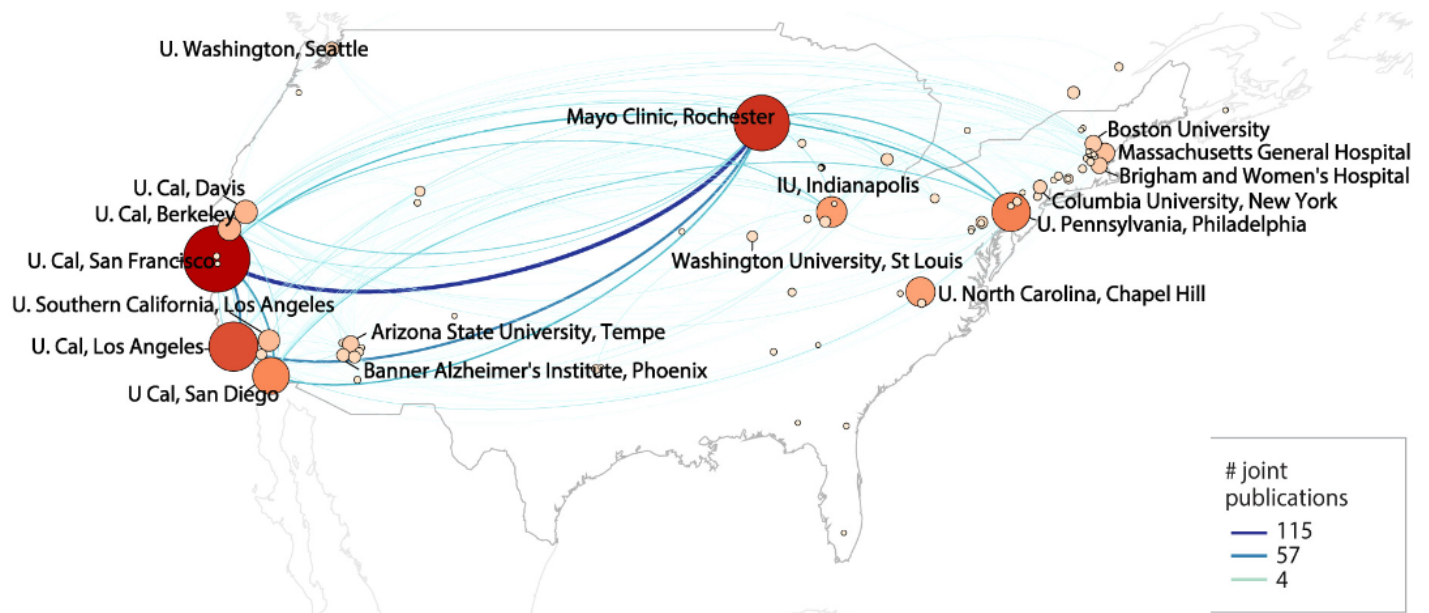 U. Washington, Seattle
Mayo Clinic, Rochester
Boston University
Massachusetts General Hospital
Brigham and Women's Hospital
U. Cal, Davis
IU, Indianapolis
Columbia University, New York
U. Cal, Berkeley
U. Pennsylvania, Philadelphia
U. Cal, San Francisco
Washington University, St Louis
U. North Carolina, Chapel Hill
U. Southern California, Los Angeles
Arizona State University, Tempe
U. Cal, Los Angeles
Banner Alzheimer's Institute, Phoenix
U Cal, San Diego
# joint
publications
115
57
4